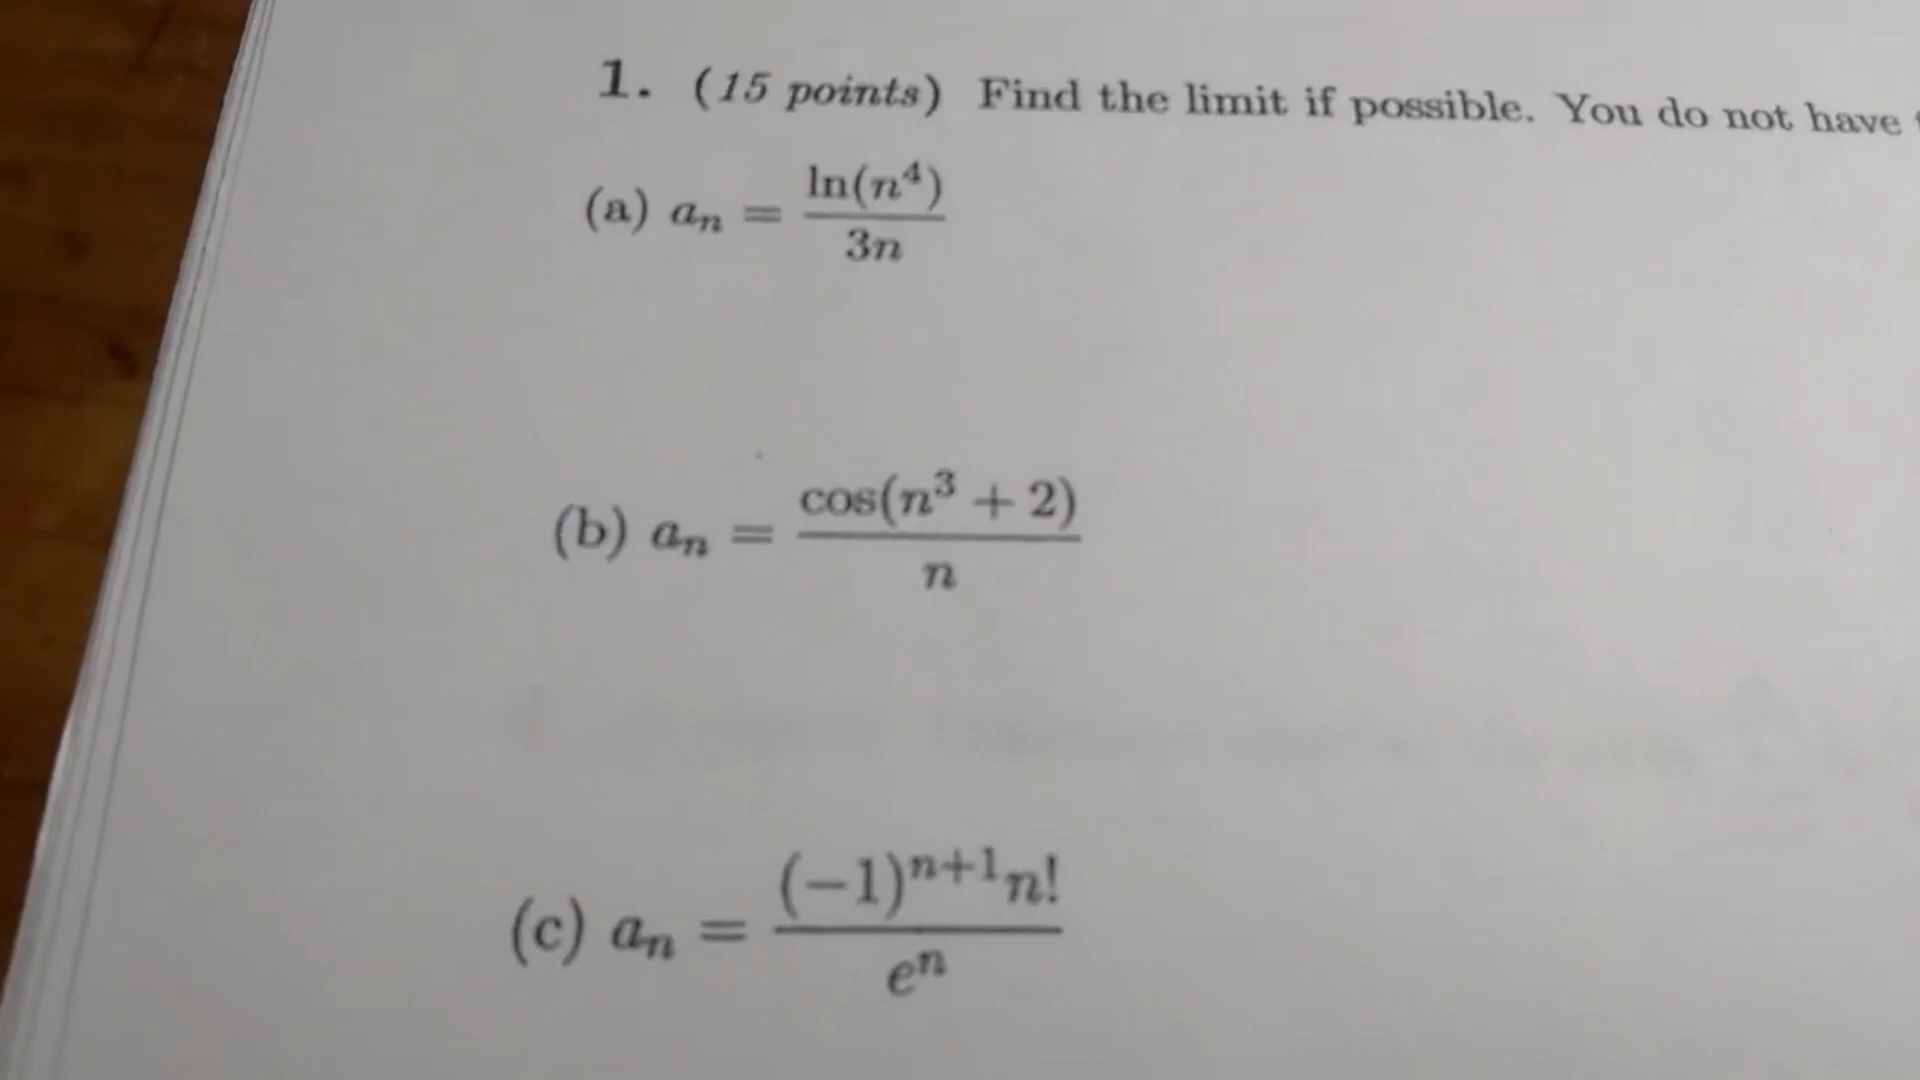 1. (15 points) Find the limit if possible. You do not have
(a) aₙ = ln(n⁴) / 3n
(b) aₙ = cos(n³ + 2) / n
(c) aₙ = (−1)ⁿ⁺¹n! / eⁿ